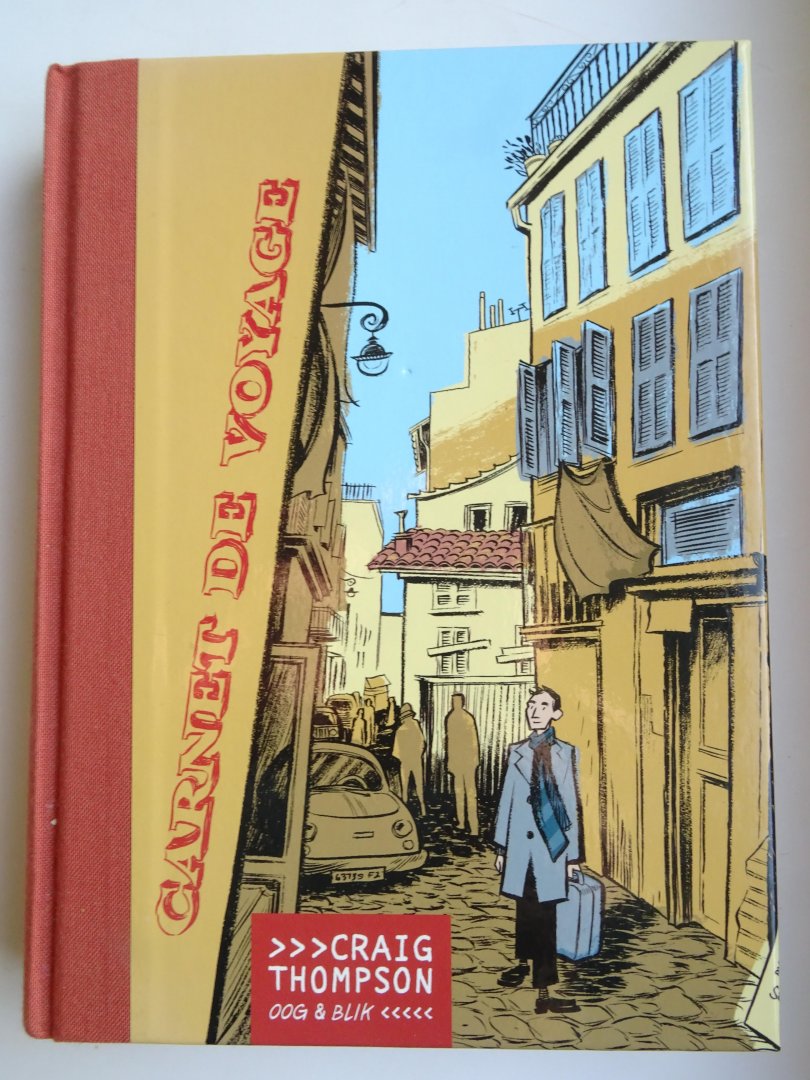 CARNET DE VOYAGE
>>>CRAIG
THOMPSON
OOG & BLIK <<<<<